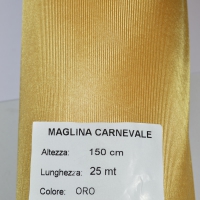 MAGLINA CARNEVALE
Altezza: 150 cm
Lunghezza: 25 mt
Colore: ORO